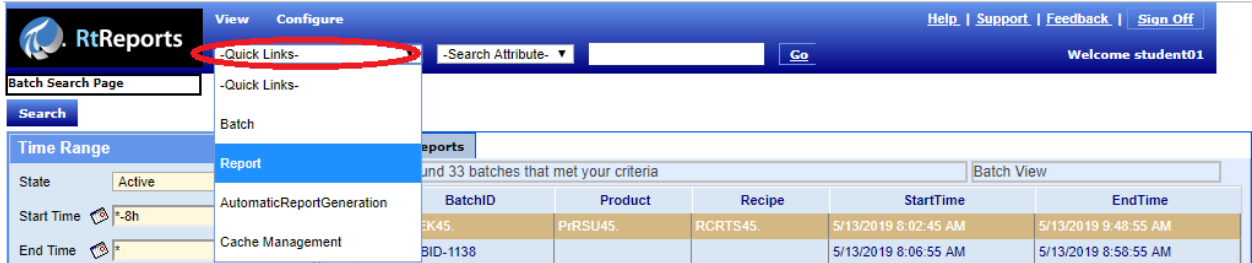 View Configure Help | Support | Feedback | Sign Off
RtReports
-Quick Links- -Search Attribute- Go Welcome student01
Batch Search Page
-Quick Links-
Search
Batch
Time Range
Report
eports
und 33 batches that met your criteria Batch View
State Active
AutomaticReportGeneration
BatchID Product Recipe StartTime EndTime
Start Time *-8h
EK45. PrRSU45. RCRTS45. 5/13/2019 8:02:45 AM 5/13/2019 9:48:55 AM
Cache Management
End Time *
BID-1138 5/13/2019 8:06:55 AM 5/13/2019 8:58:55 AM